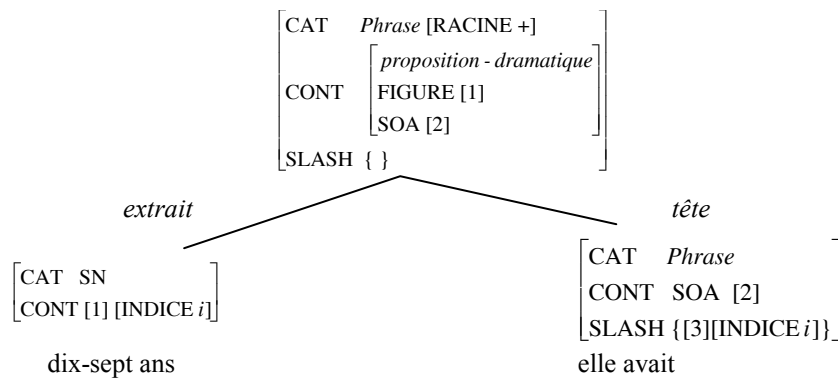 CAT Phrase [RACINE +]
proposition - dramatique
CONT FIGURE [1]
SOA [2]
SLASH { }
extrait
tête
CAT SN
CONT [1] [INDICE i]
dix-sept ans
CAT Phrase
CONT SOA [2]
SLASH {[3][INDICE i]}
elle avait